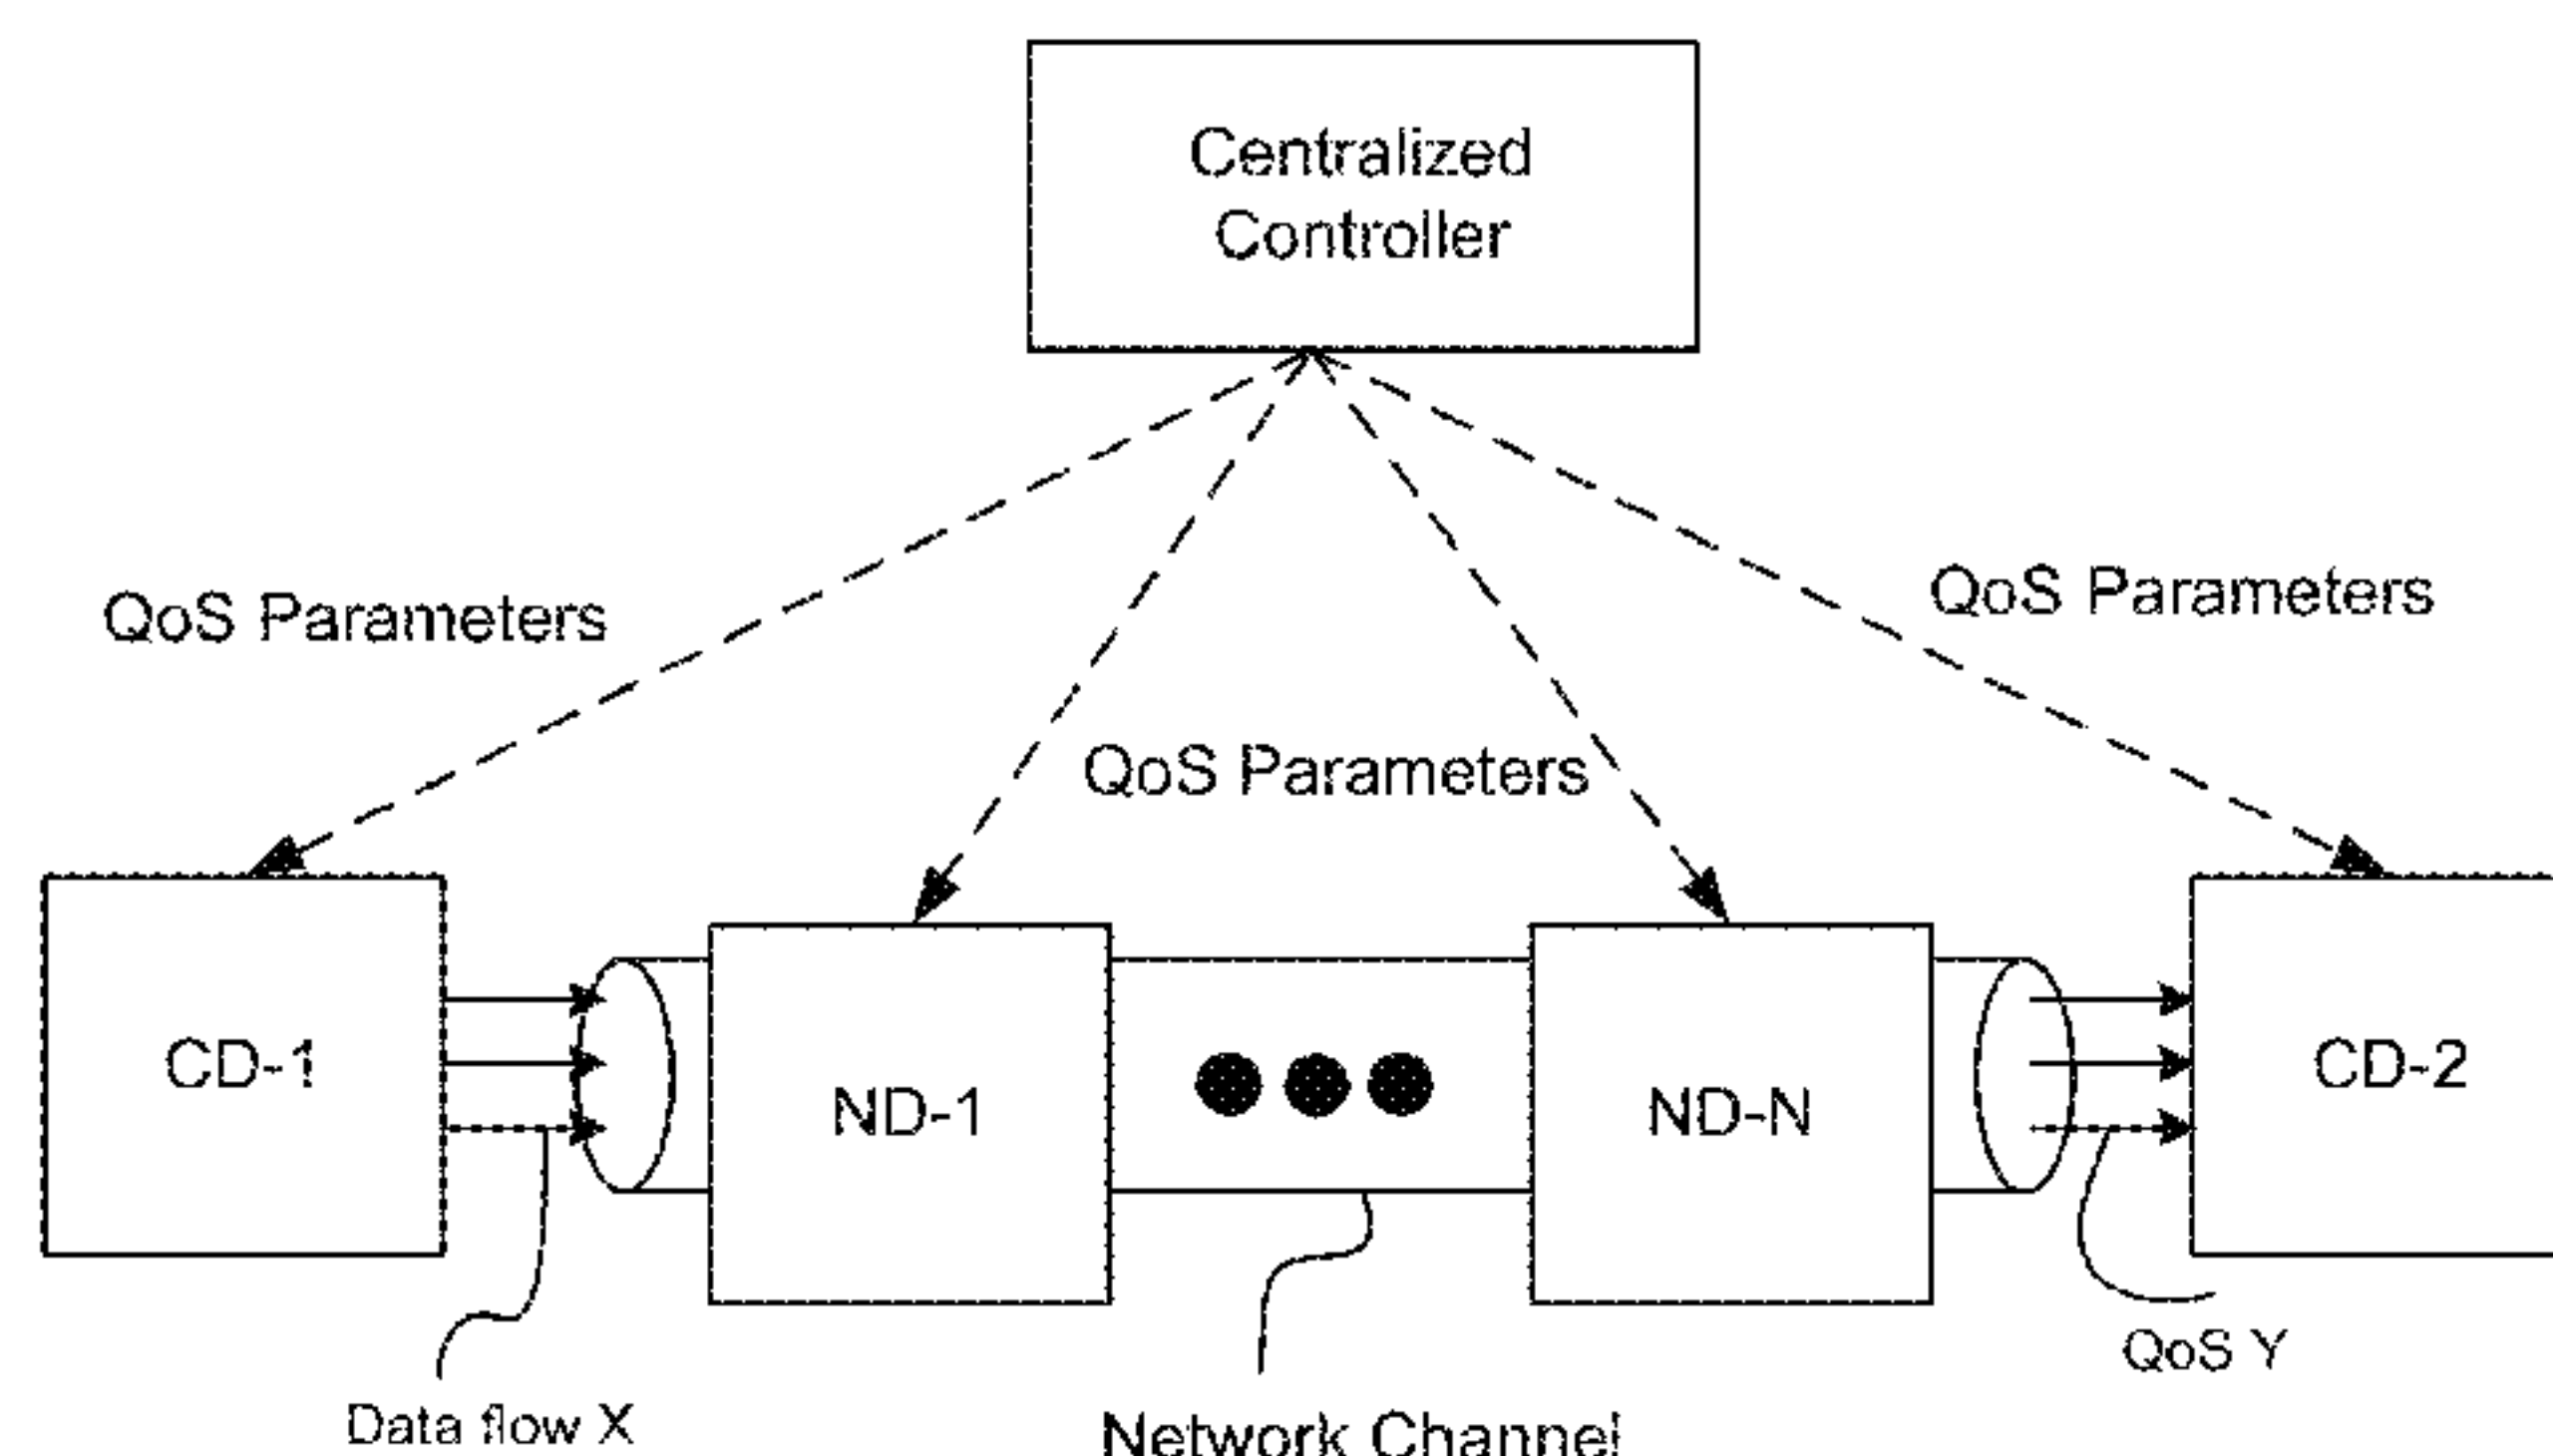 Centralized
Controller
QoS Parameters
QoS Parameters
QoS Parameters
CD-1
ND-1
ND-N
CD-2
QoS Y
Data flow X
Network Channel